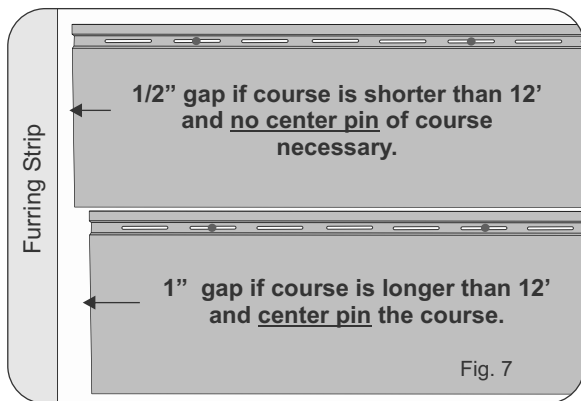 Furring Strip
1/2” gap if course is shorter than 12’
and no center pin of course
necessary.
1” gap if course is longer than 12’
and center pin the course.
Fig. 7